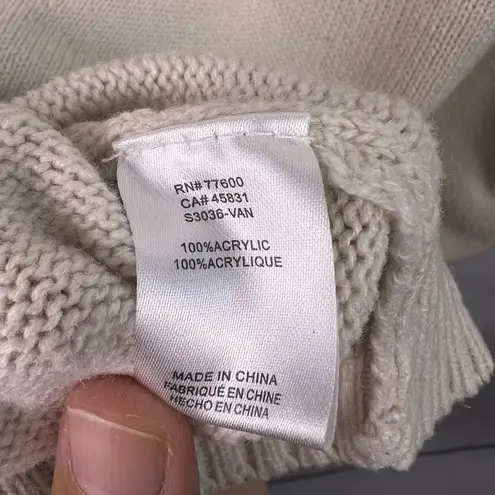 RN# 77600
CA# 45831
S3036-VAN
100%ACRYLIC
100%ACRYLIQUE
MADE IN CHINA
FABRIQUÉ EN CHINE
HECHO EN CHINA